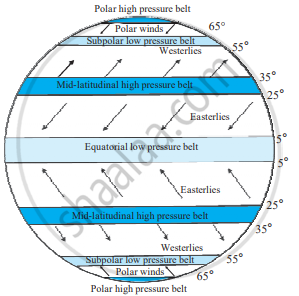 Polar high pressure belt
Polar winds
65°
Subpolar low pressure belt
55°
Westerlies
35°
Mid-latitudinal high pressure belt
25°
Easterlies
5°
Equatorial low pressure belt
5°
Easterlies
25°
Mid-latitudinal high pressure belt
35°
Westerlies
55°
Subpolar low pressure belt
Polar winds
65°
Polar high pressure belt
shaalaa.com